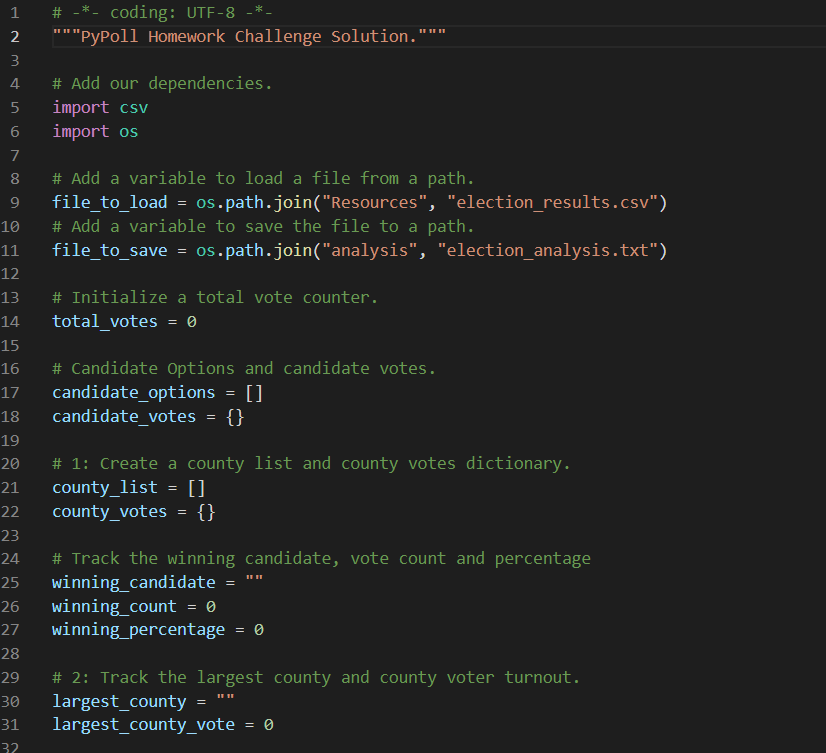 1 # -*- coding: UTF-8 -*-
2 """PyPoll Homework Challenge Solution."""
3
4 # Add our dependencies.
5 import csv
6 import os
7
8 # Add a variable to load a file from a path.
9 file_to_load = os.path.join("Resources", "election_results.csv")
10 # Add a variable to save the file to a path.
11 file_to_save = os.path.join("analysis", "election_analysis.txt")
12
13 # Initialize a total vote counter.
14 total_votes = 0
15
16 # Candidate Options and candidate votes.
17 candidate_options = []
18 candidate_votes = {}
19
20 # 1: Create a county list and county votes dictionary.
21 county_list = []
22 county_votes = {}
23
24 # Track the winning candidate, vote count and percentage
25 winning_candidate = ""
26 winning_count = 0
27 winning_percentage = 0
28
29 # 2: Track the largest county and county voter turnout.
30 largest_county = ""
31 largest_county_vote = 0
32